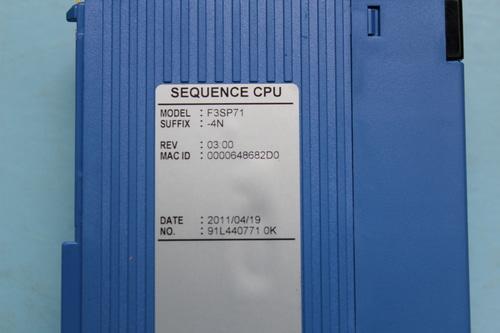 SEQUENCE CPU
MODEL : F3SP71
SUFFIX : -4N
REV : 03:00
MAC ID : 0000648682D0
DATE : 2011/04/19
NO. : 91L440771 0K